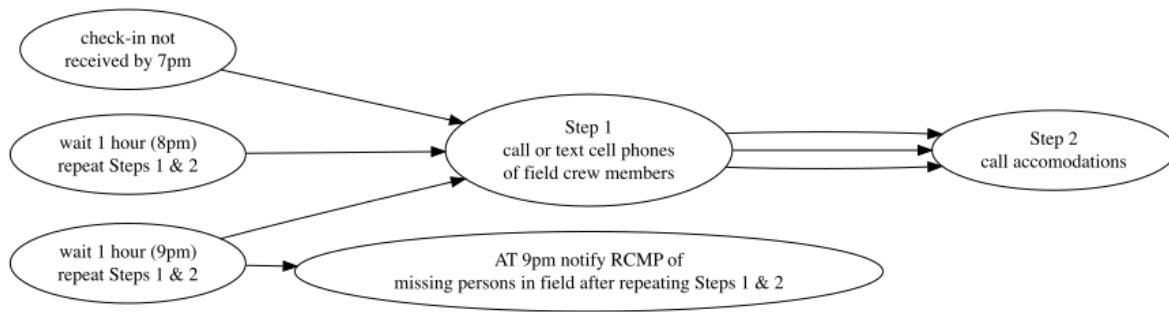 check-in not
received by 7pm
wait 1 hour (8pm)
repeat Steps 1 & 2
wait 1 hour (9pm)
repeat Steps 1 & 2
Step 1
call or text cell phones
of field crew members
AT 9pm notify RCMP of
missing persons in field after repeating Steps 1 & 2
Step 2
call accomodations